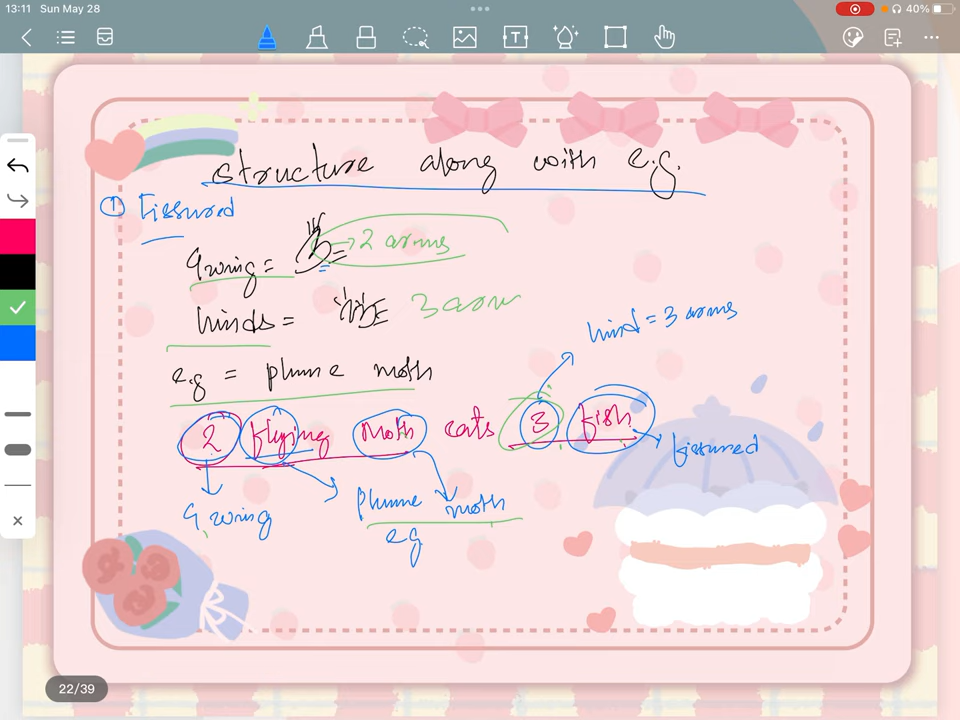 13:11 Sun May 28
40%
structure along with e.g.
① Fissured
wing = → 2 arms
hinds = 3 arm
hind = 3 arms
e.g = plume moth
2 flying moth eats 3 fish
fissured
wing
plume moth
eg
22/39